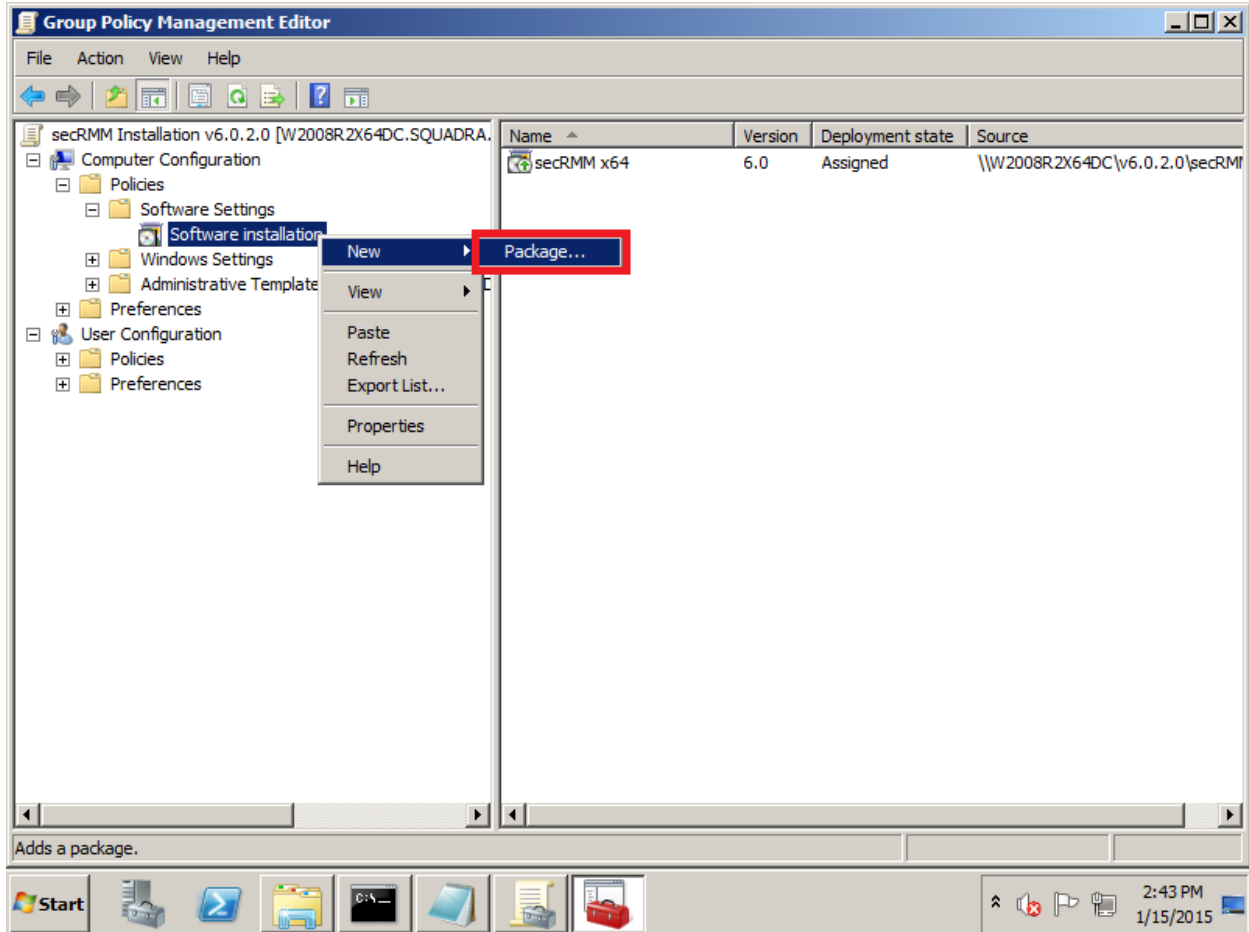 Group Policy Management Editor
File Action View Help
secRMM Installation v6.0.2.0 [W2008R2X64DC.SQUADRA.
Computer Configuration
Policies
Software Settings
Software installation
Windows Settings
Administrative Template
Preferences
User Configuration
Policies
Preferences
New
View
Paste
Refresh
Export List...
Properties
Help
Package...
Name Version Deployment state Source
secRMM x64 6.0 Assigned \\W2008R2X64DC\v6.0.2.0\secRM
Adds a package.
Start
C:\_
2:43 PM
1/15/2015